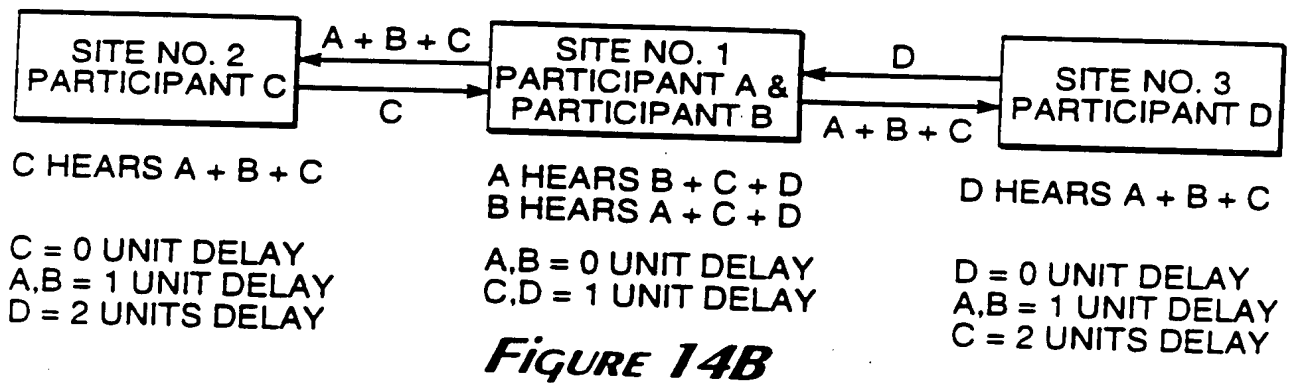 SITE NO. 2
PARTICIPANT C
A + B + C
C
SITE NO. 1
PARTICIPANT A &
PARTICIPANT B
D
A + B + C
SITE NO. 3
PARTICIPANT D
C HEARS A + B + C
C = 0 UNIT DELAY
A,B = 1 UNIT DELAY
D = 2 UNITS DELAY
A HEARS B + C + D
B HEARS A + C + D
A,B = 0 UNIT DELAY
C,D = 1 UNIT DELAY
D HEARS A + B + C
D = 0 UNIT DELAY
A,B = 1 UNIT DELAY
C = 2 UNITS DELAY
FIGURE 14B